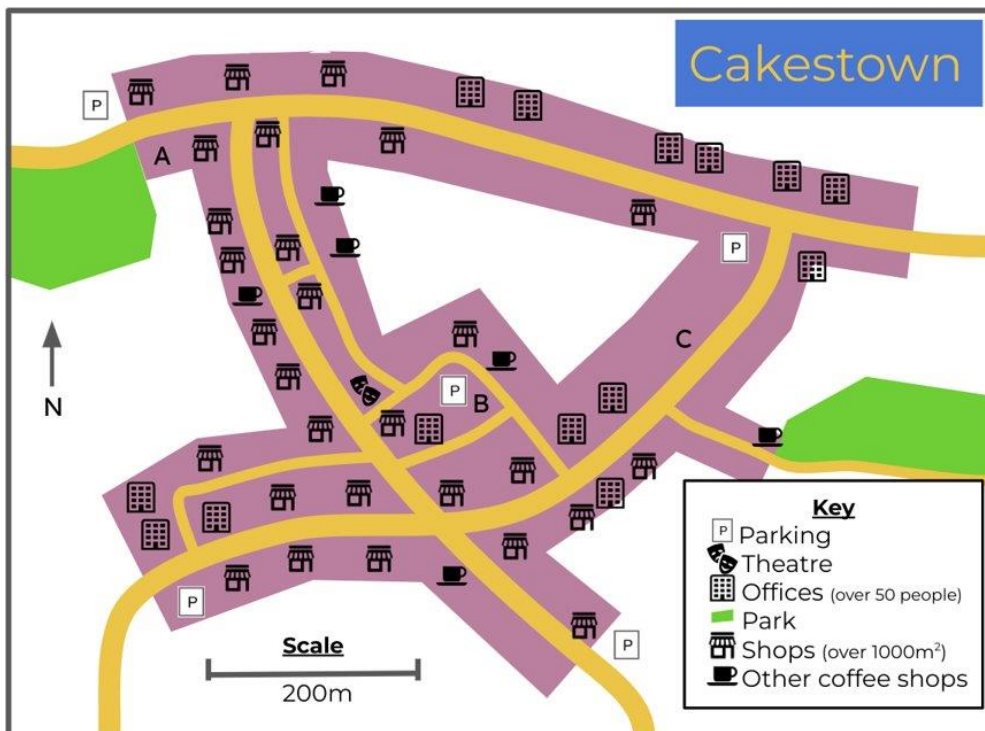 Cakestown
P
A
P
C
N
P
B
Key
P Parking
Theatre
Offices (over 50 people)
Park
Shops (over 1000m²)
Other coffee shops
P
P
Scale
200m